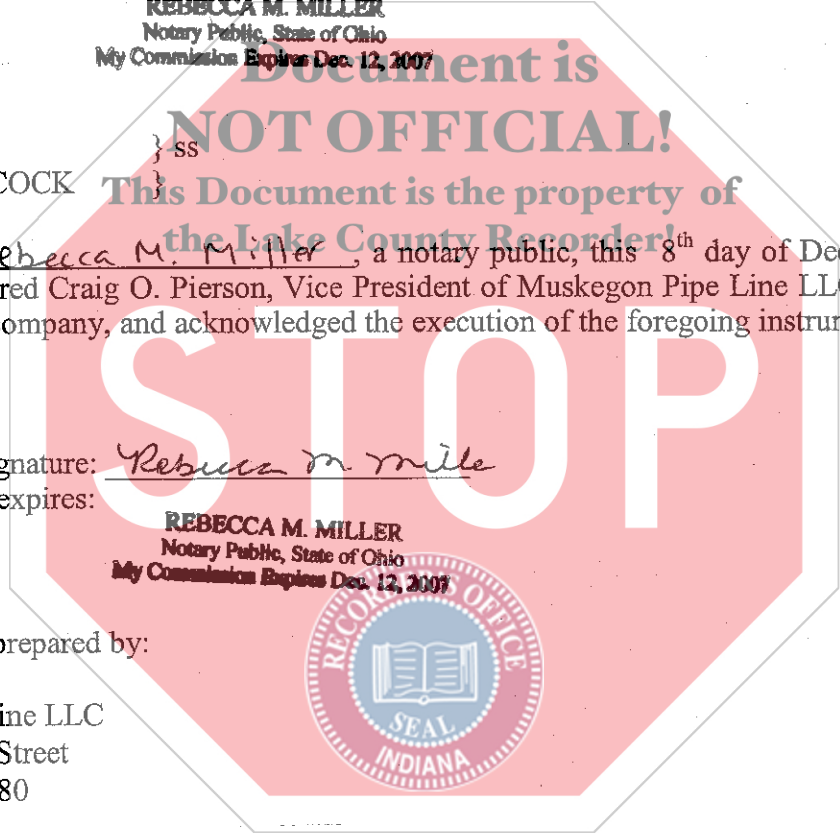 REBECCA M. MILLER
Notary Public, State of Ohio
My Commission Expires Dec. 12, 2007
Document is
NOT OFFICIAL!
} ss
COCK }
This Document is the property of
the Lake County Recorder!
ebecca M. Miller, a notary public, this 8th day of Dec
red Craig O. Pierson, Vice President of Muskegon Pipe Line LLC
ompany, and acknowledged the execution of the foregoing instrum
STOP
gnature: Rebecca M. Mille
expires:
REBECCA M. MILLER
Notary Public, State of Ohio
My Commission Expires Dec. 12, 2007
RECORDER'S OFFICE
SEAL
INDIANA
prepared by:
ine LLC
Street
80